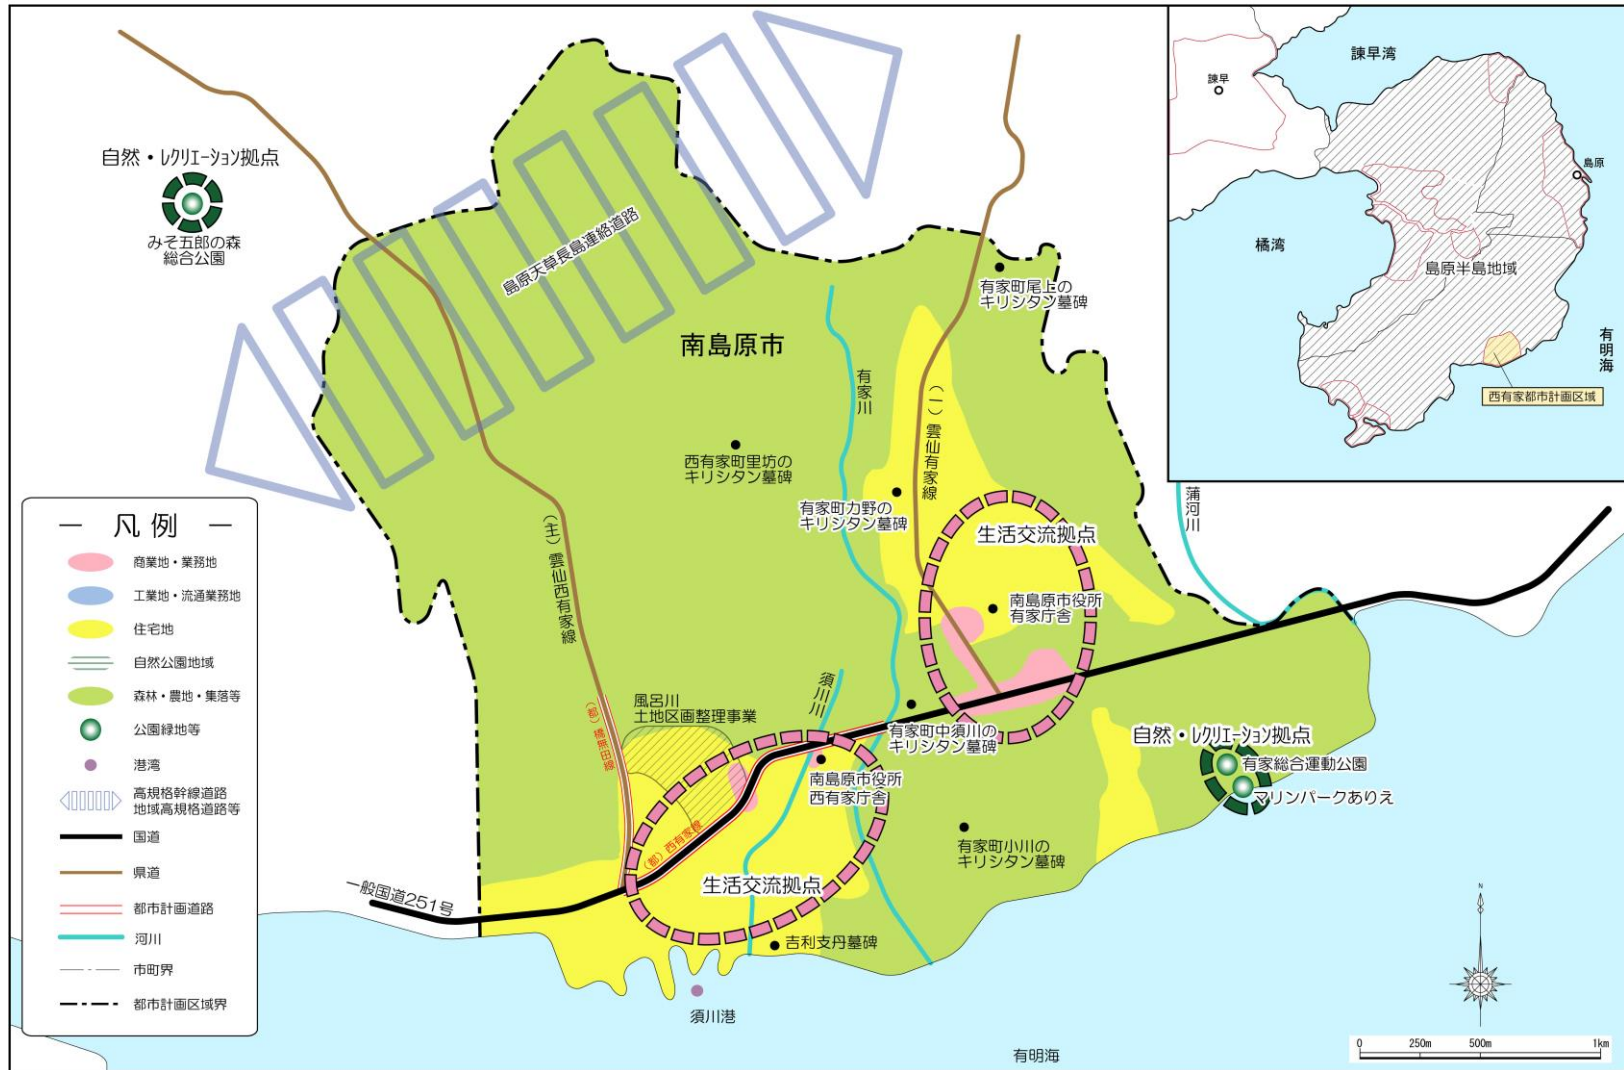 自然・レクリエーション拠点
みそ五郎の森
総合公園
島原天草長島連絡道路
南島原市
有家町尾上の
キリシタン墓碑
有家川
(一)雲仙有家線
西有家町里坊の
キリシタン墓碑
有家町力野の
キリシタン墓碑
生活交流拠点
南島原市役所
有家庁舎
(主)雲仙西有家線
蒲河川
須川川
風呂川
土地区画整理事業
(都)橋無田線
有家町中須川の
キリシタン墓碑
南島原市役所
西有家庁舎
(都)西有家線
自然・レクリエーション拠点
有家総合運動公園
マリンパークありえ
有家町小川の
キリシタン墓碑
生活交流拠点
一般国道251号
吉利支丹墓碑
須川港
有明海
諫早湾
諫早
島原
橘湾
島原半島地域
有明海
西有家都市計画区域
凡例
商業地・業務地
工業地・流通業務地
住宅地
自然公園地域
森林・農地・集落等
公園緑地等
港湾
高規格幹線道路
地域高規格道路等
国道
県道
都市計画道路
河川
市町界
都市計画区域界
N
0 250m 500m 1km